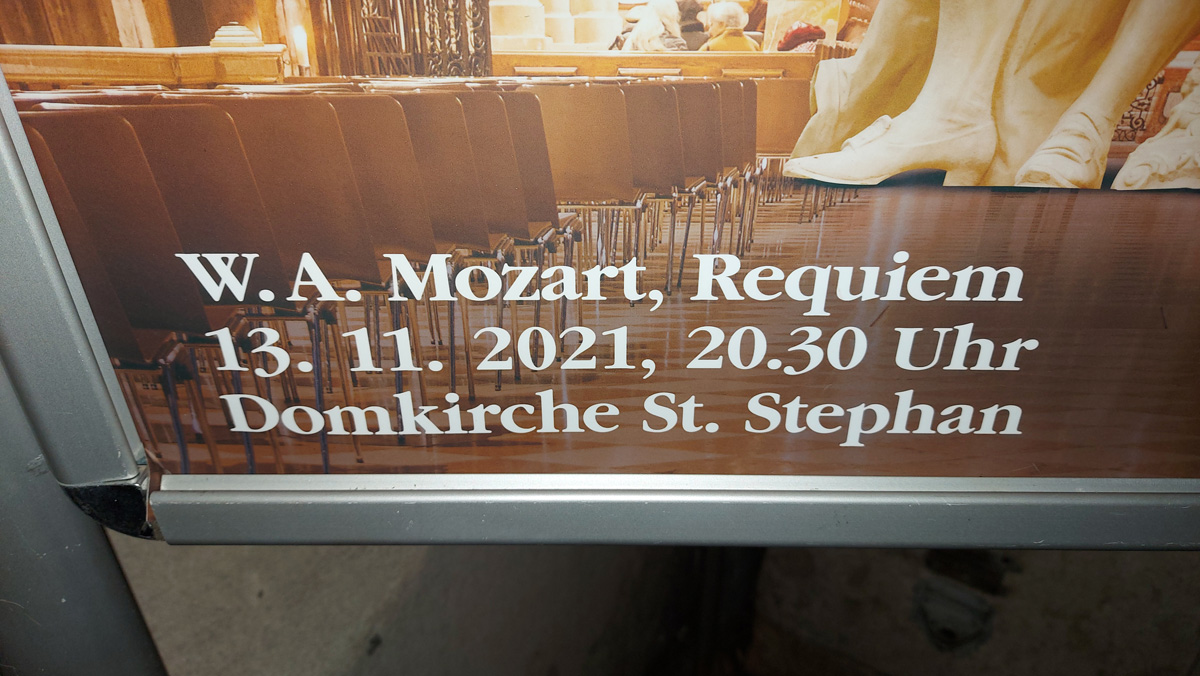 W. A. Mozart, Requiem
13. 11. 2021, 20.30 Uhr
Domkirche St. Stephan